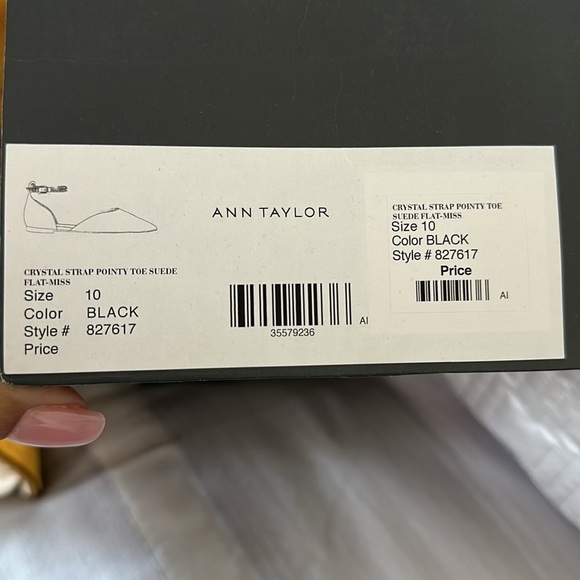 ANN TAYLOR
CRYSTAL STRAP POINTY TOE SUEDE
FLAT-MISS
Size 10
Color BLACK
Style # 827617
Price
35579236
AI
CRYSTAL STRAP POINTY TOE
SUEDE FLAT-MISS
Size 10
Color BLACK
Style # 827617
Price
AI